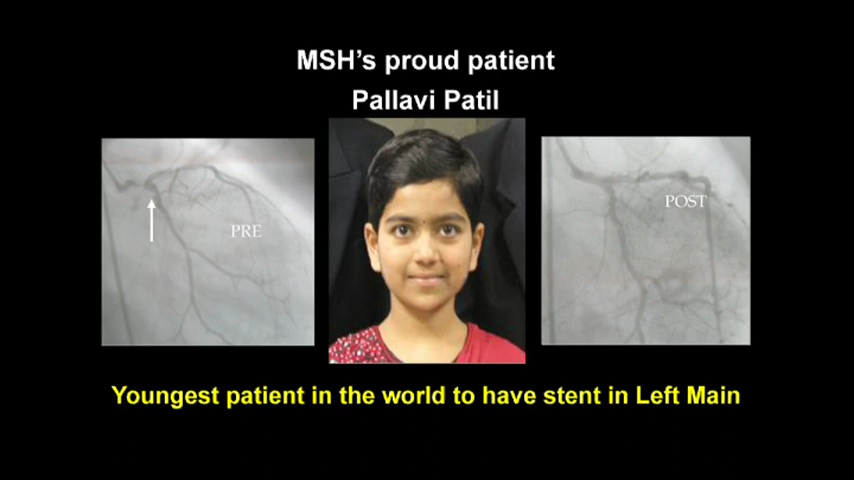 MSH's proud patient
Pallavi Patil
PRE
POST
Youngest patient in the world to have stent in Left Main